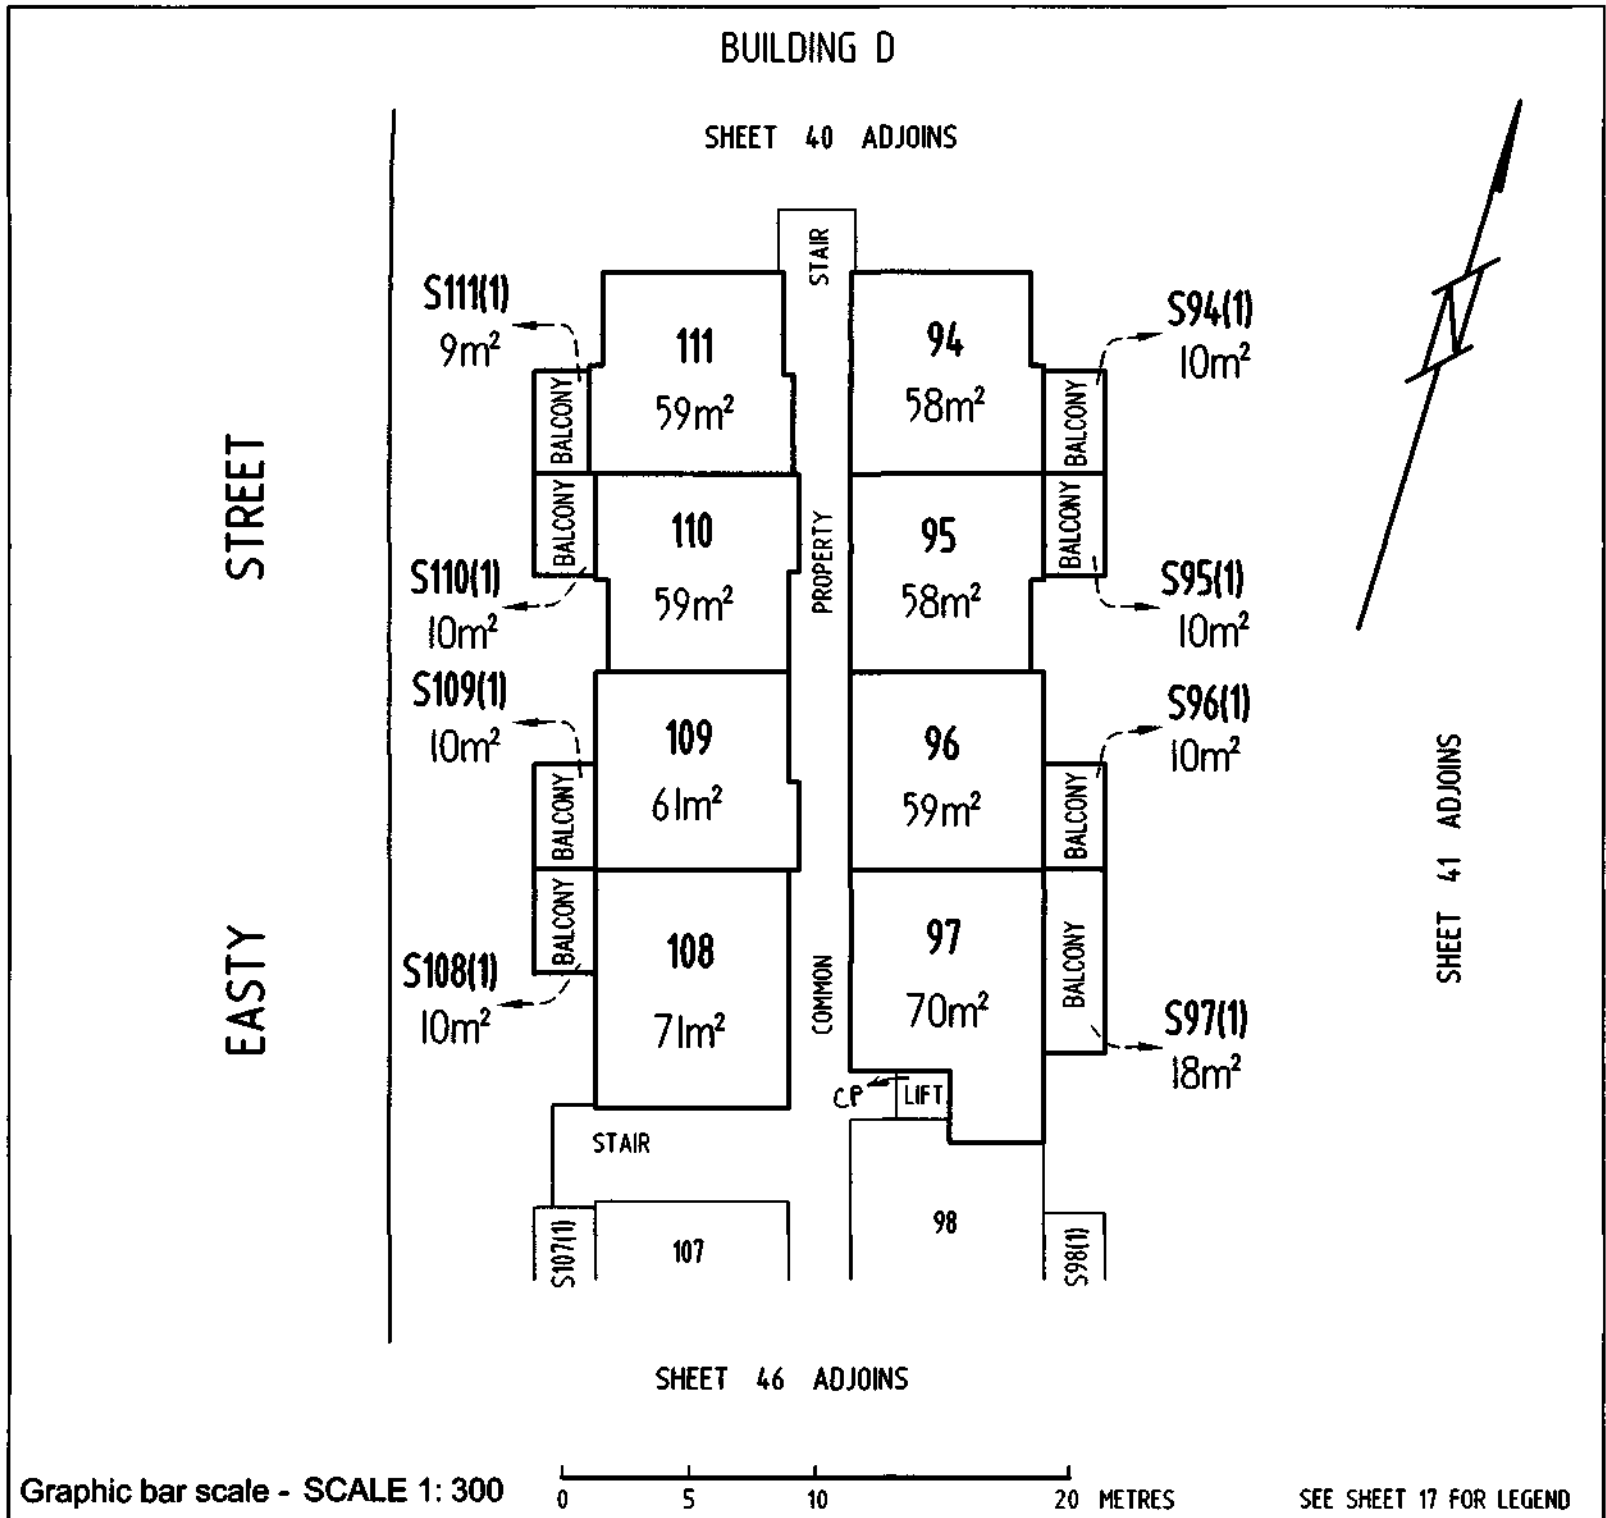 BUILDING D
SHEET 40 ADJOINS
STAIR
S111(1)
9m²
BALCONY
111
59m²
94
58m²
BALCONY
S94(1)
10m²
N
STREET
S110(1)
10m²
BALCONY
110
59m²
PROPERTY
95
58m²
BALCONY
S95(1)
10m²
S109(1)
10m²
BALCONY
109
61m²
96
59m²
BALCONY
S96(1)
10m²
SHEET 41 ADJOINS
EASTY
S108(1)
10m²
BALCONY
108
71m²
COMMON
97
70m²
BALCONY
S97(1)
18m²
CP
LIFT
STAIR
S107(1)
107
98
S98(1)
SHEET 46 ADJOINS
Graphic bar scale - SCALE 1: 300
0 5 10 20 METRES
SEE SHEET 17 FOR LEGEND